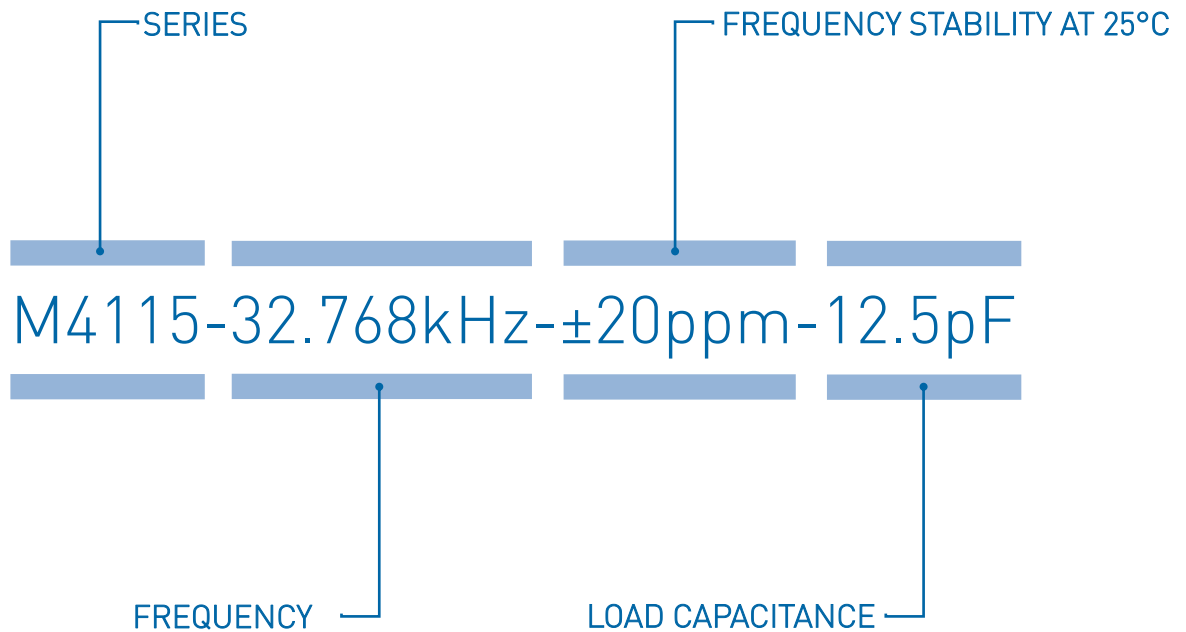 SERIES
FREQUENCY STABILITY AT 25°C
M4115-32.768kHz-±20ppm-12.5pF
FREQUENCY
LOAD CAPACITANCE